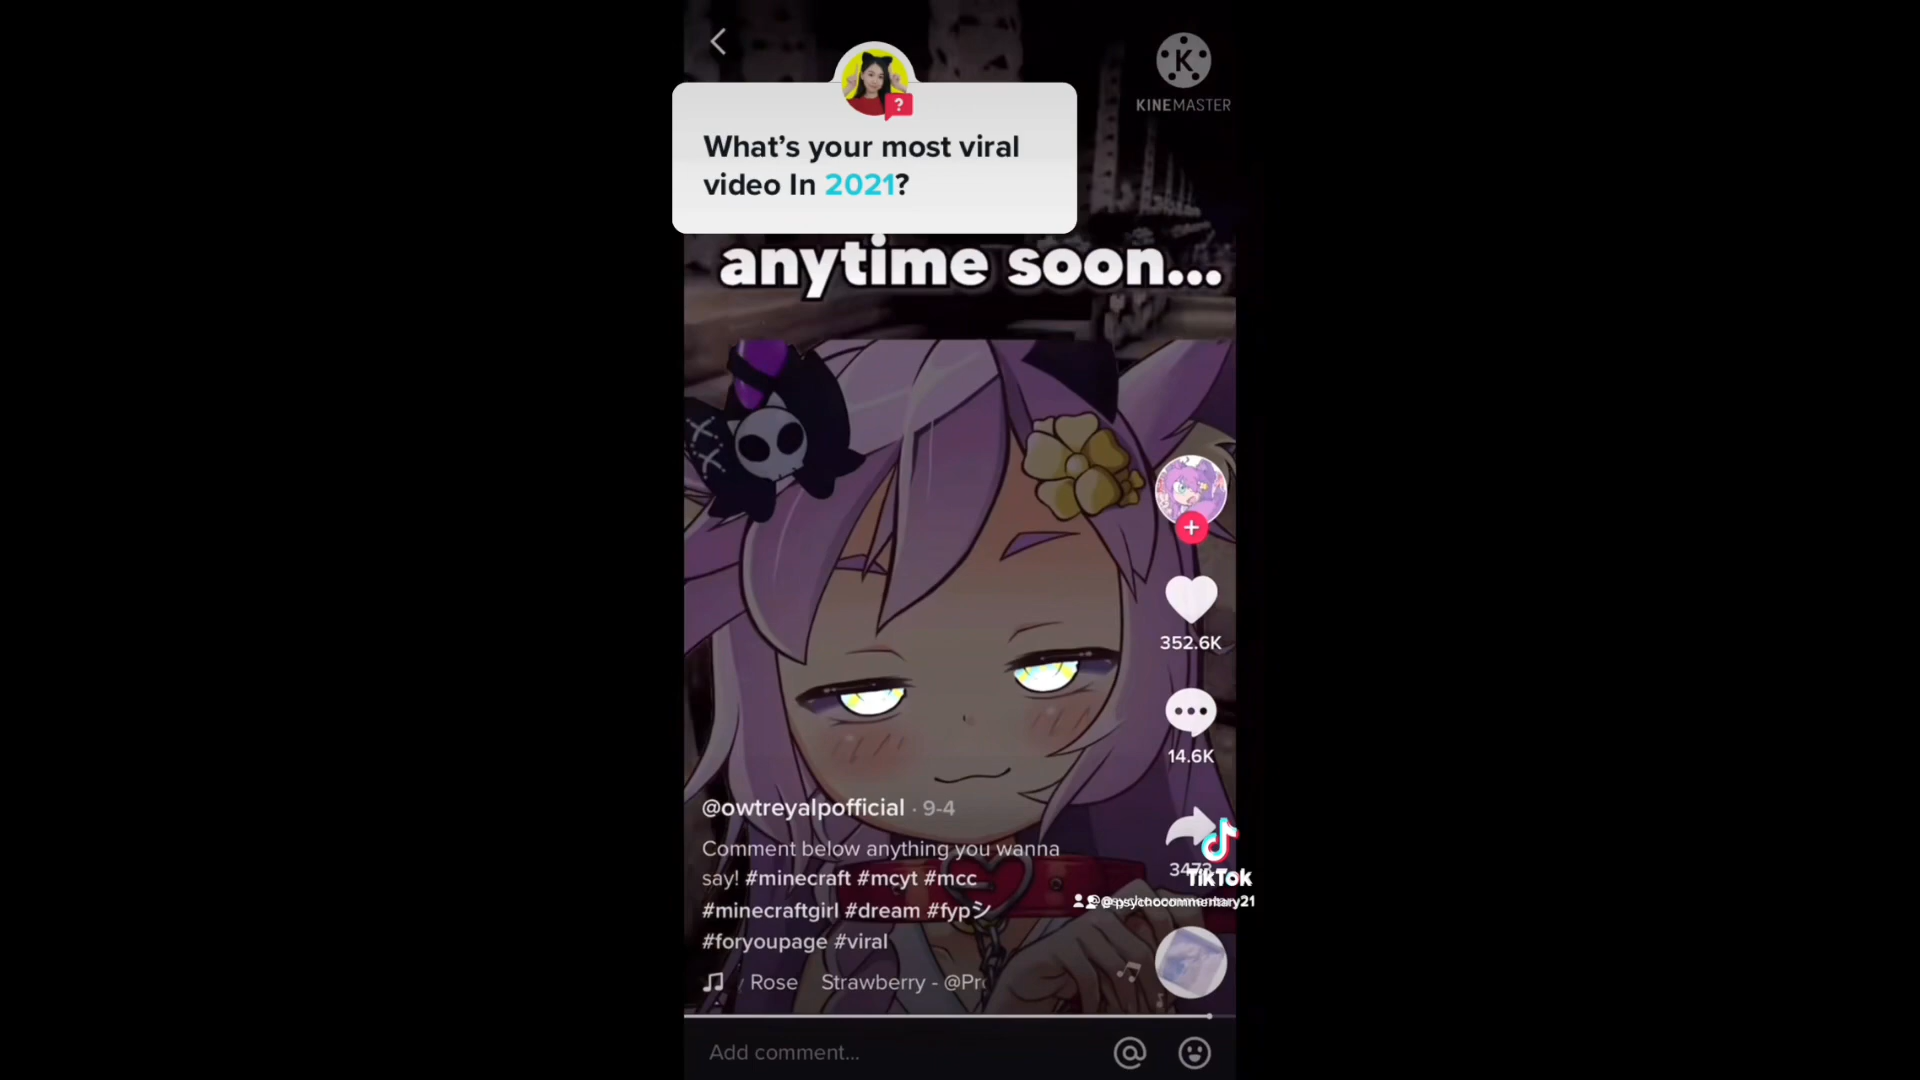 K
KINEMASTER
?
What's your most viral
video In 2021?
anytime soon...
352.6K
14.6K
@owtreyalpofficial · 9-4
Comment below anything you wanna
say! #minecraft #mcyt #mcc
#minecraftgirl #dream #fypシ
#foryoupage #viral
TikTok
@psychocommentary21
Rose Strawberry - @Pr
Add comment...